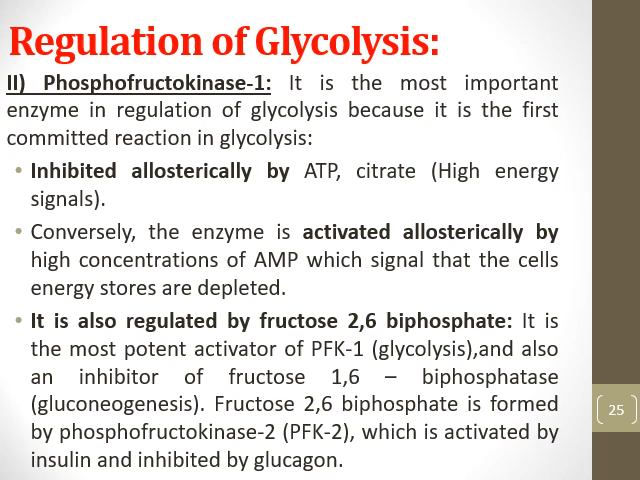 Regulation of Glycolysis:
II) Phosphofructokinase-1: It is the most important
enzyme in regulation of glycolysis because it is the first
committed reaction in glycolysis:
• Inhibited allosterically by ATP, citrate (High energy
signals).
• Conversely, the enzyme is activated allosterically by
high concentrations of AMP which signal that the cells
energy stores are depleted.
• It is also regulated by fructose 2,6 biphosphate: It is
the most potent activator of PFK-1 (glycolysis),and also
an inhibitor of fructose 1,6 – biphosphatase
(gluconeogenesis). Fructose 2,6 biphosphate is formed
by phosphofructokinase-2 (PFK-2), which is activated by
insulin and inhibited by glucagon.
25